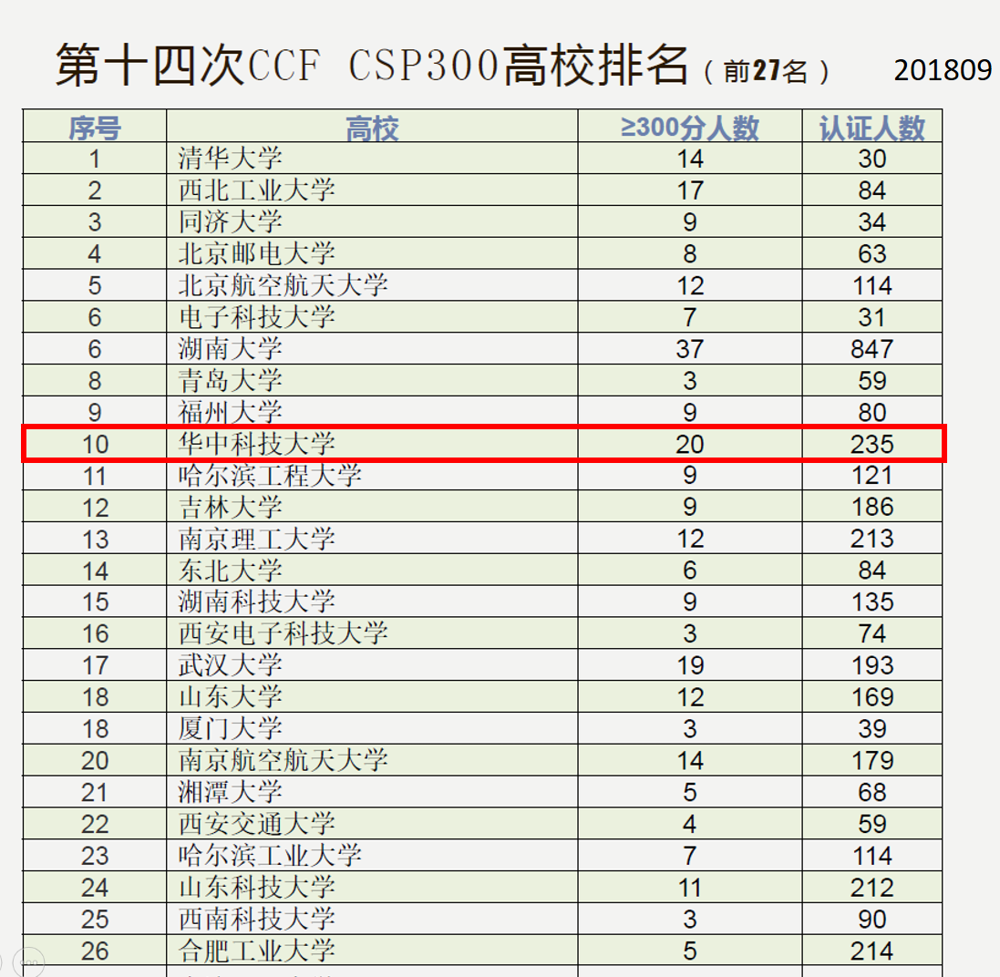 第十四次CCF CSP300高校排名（前27名） 201809
序号 高校 ≥300分人数 认证人数
1 清华大学 14 30
2 西北工业大学 17 84
3 同济大学 9 34
4 北京邮电大学 8 63
5 北京航空航天大学 12 114
6 电子科技大学 7 31
6 湖南大学 37 847
8 青岛大学 3 59
9 福州大学 9 80
10 华中科技大学 20 235
11 哈尔滨工程大学 9 121
12 吉林大学 9 186
13 南京理工大学 12 213
14 东北大学 6 84
15 湖南科技大学 9 135
16 西安电子科技大学 3 74
17 武汉大学 19 193
18 山东大学 12 169
18 厦门大学 3 39
20 南京航空航天大学 14 179
21 湘潭大学 5 68
22 西安交通大学 4 59
23 哈尔滨工业大学 7 114
24 山东科技大学 11 212
25 西南科技大学 3 90
26 合肥工业大学 5 214